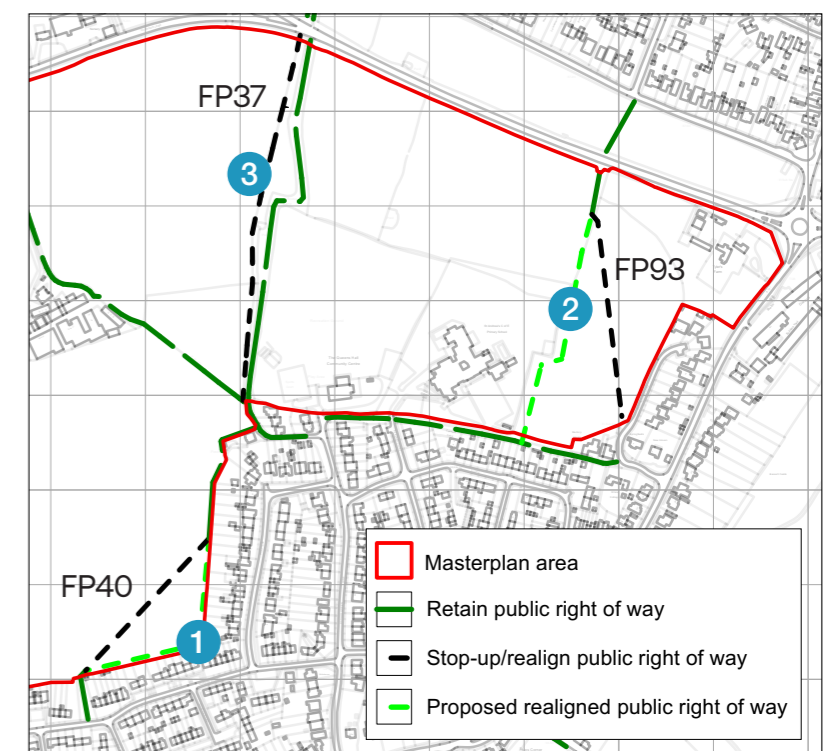 FP37
3
FP93
2
FP40
1
Masterplan area
Retain public right of way
Stop-up/realign public right of way
Proposed realigned public right of way